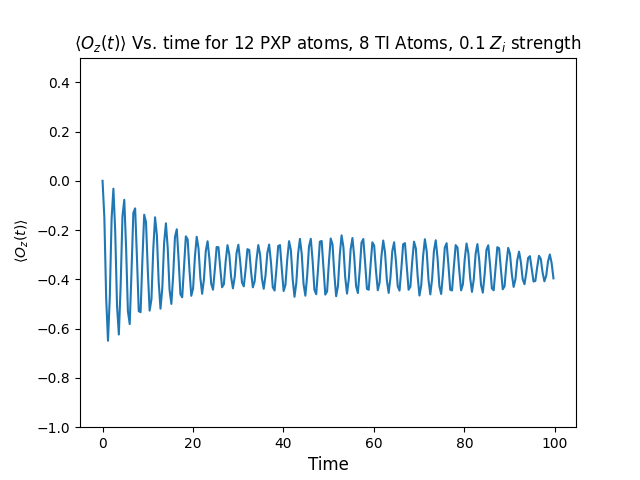 ⟨O_z(t)⟩ Vs. time for 12 PXP atoms, 8 TI Atoms, 0.1 Z_i strength
0.4
0.2
0.0
−0.2
−0.4
−0.6
−0.8
−1.0
⟨O_z(t)⟩
0 20 40 60 80 100
Time